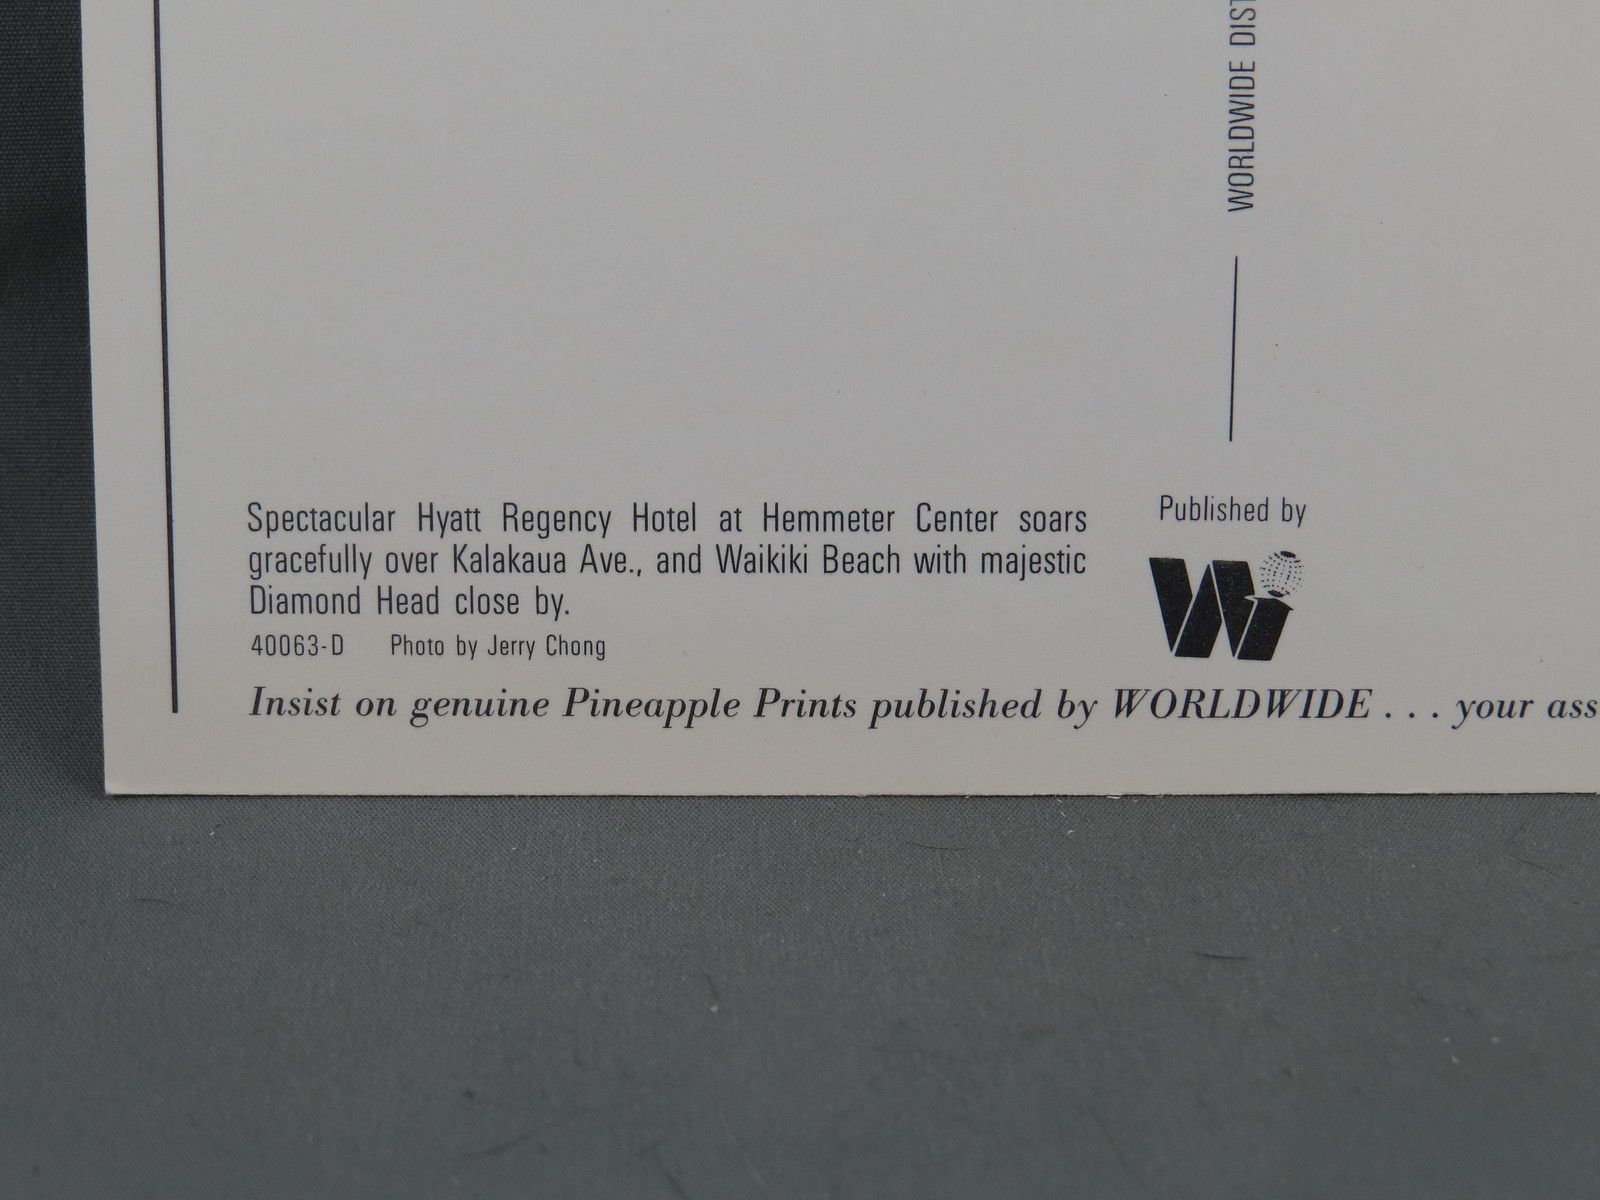 WORLDWIDE DIST
Spectacular Hyatt Regency Hotel at Hemmeter Center soars
gracefully over Kalakaua Ave., and Waikiki Beach with majestic
Diamond Head close by.
40063-D Photo by Jerry Chong
Published by
Wi
Insist on genuine Pineapple Prints published by WORLDWIDE . . . your ass